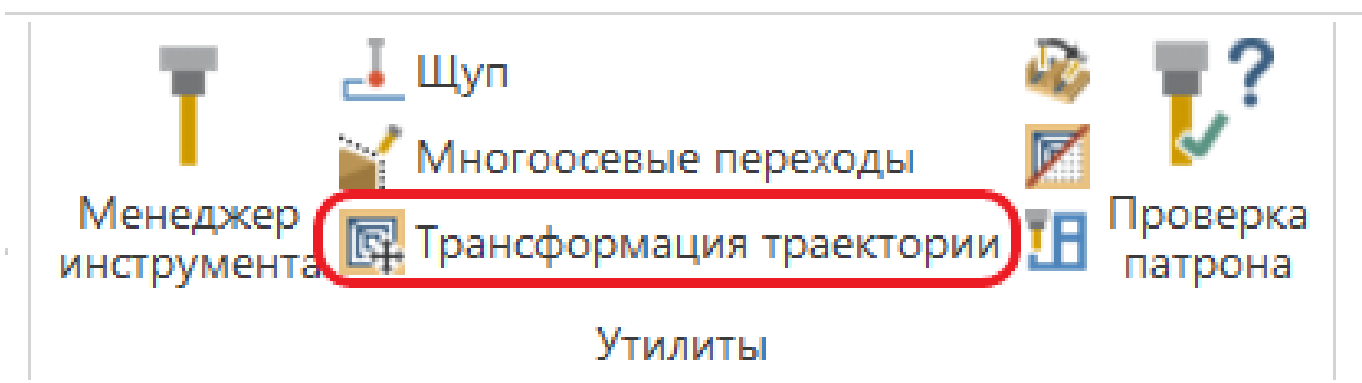 Менеджер
инструмента
Щуп
Многоосевые переходы
Трансформация траектории
?
Проверка
патрона
Утилиты